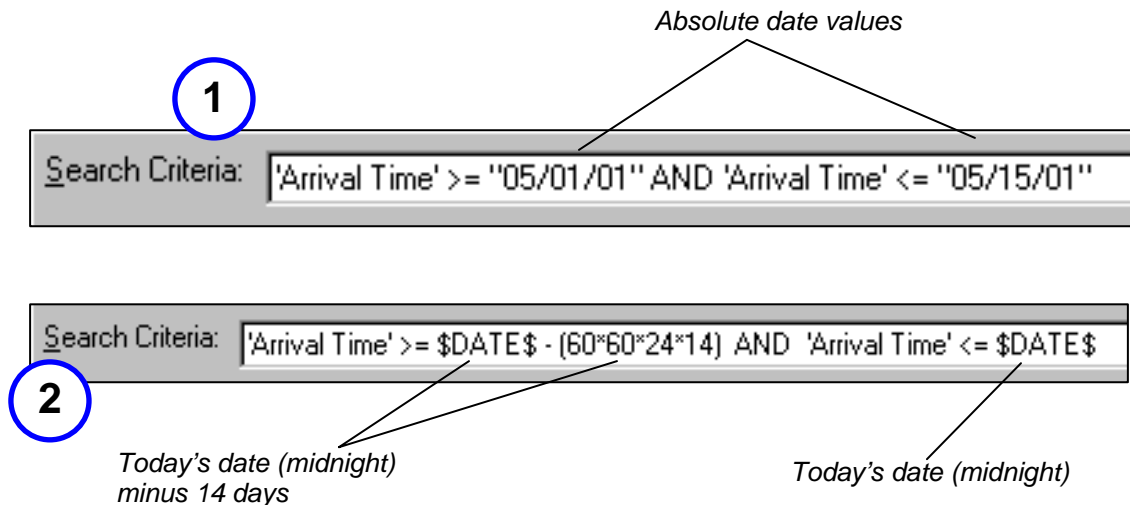 Absolute date values
1
Search Criteria: 'Arrival Time' >= "05/01/01" AND 'Arrival Time' <= "05/15/01"
Search Criteria: 'Arrival Time' >= $DATE$ - (60*60*24*14) AND 'Arrival Time' <= $DATE$
2
Today's date (midnight)
minus 14 days
Today's date (midnight)